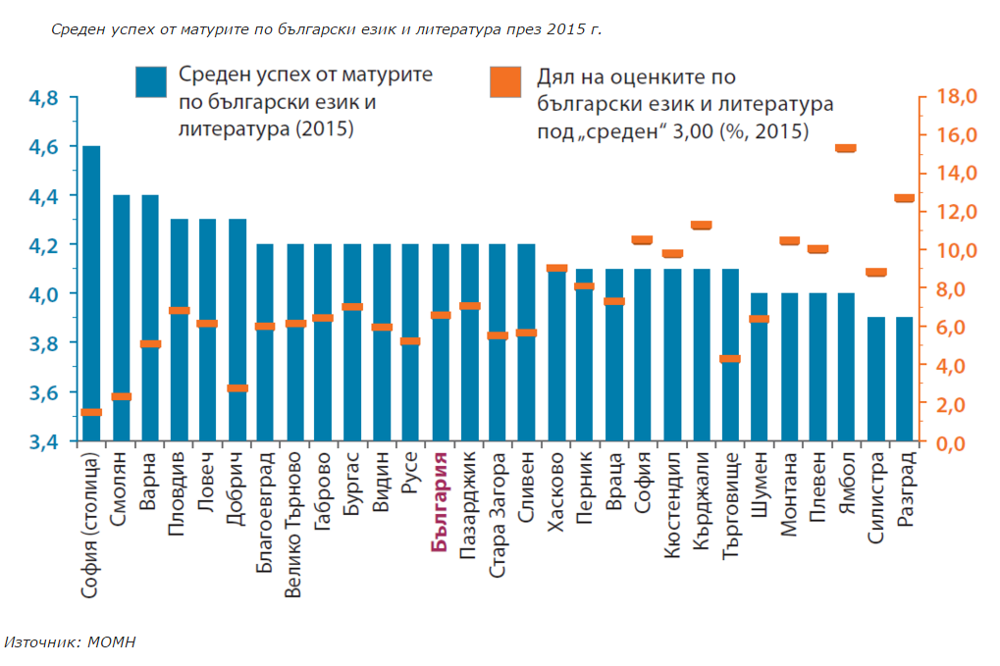 Среден успех от матурите по български език и литература през 2015 г.
Среден успех от матурите
по български език и
литература (2015)
Дял на оценките по
български език и литература
под „среден“ 3,00 (%, 2015)
4,8
4,6
4,4
4,2
4,0
3,8
3,6
3,4
18,0
16,0
14,0
12,0
10,0
8,0
6,0
4,0
2,0
0,0
София (столица)
Смолян
Варна
Пловдив
Ловеч
Добрич
Благоевград
Велико Търново
Габрово
Бургас
Видин
Русе
България
Пазарджик
Стара Загора
Сливен
Хасково
Перник
Враца
София
Кюстендил
Кърджали
Търговище
Шумен
Монтана
Плевен
Ямбол
Силистра
Разград
Източник: МОМН